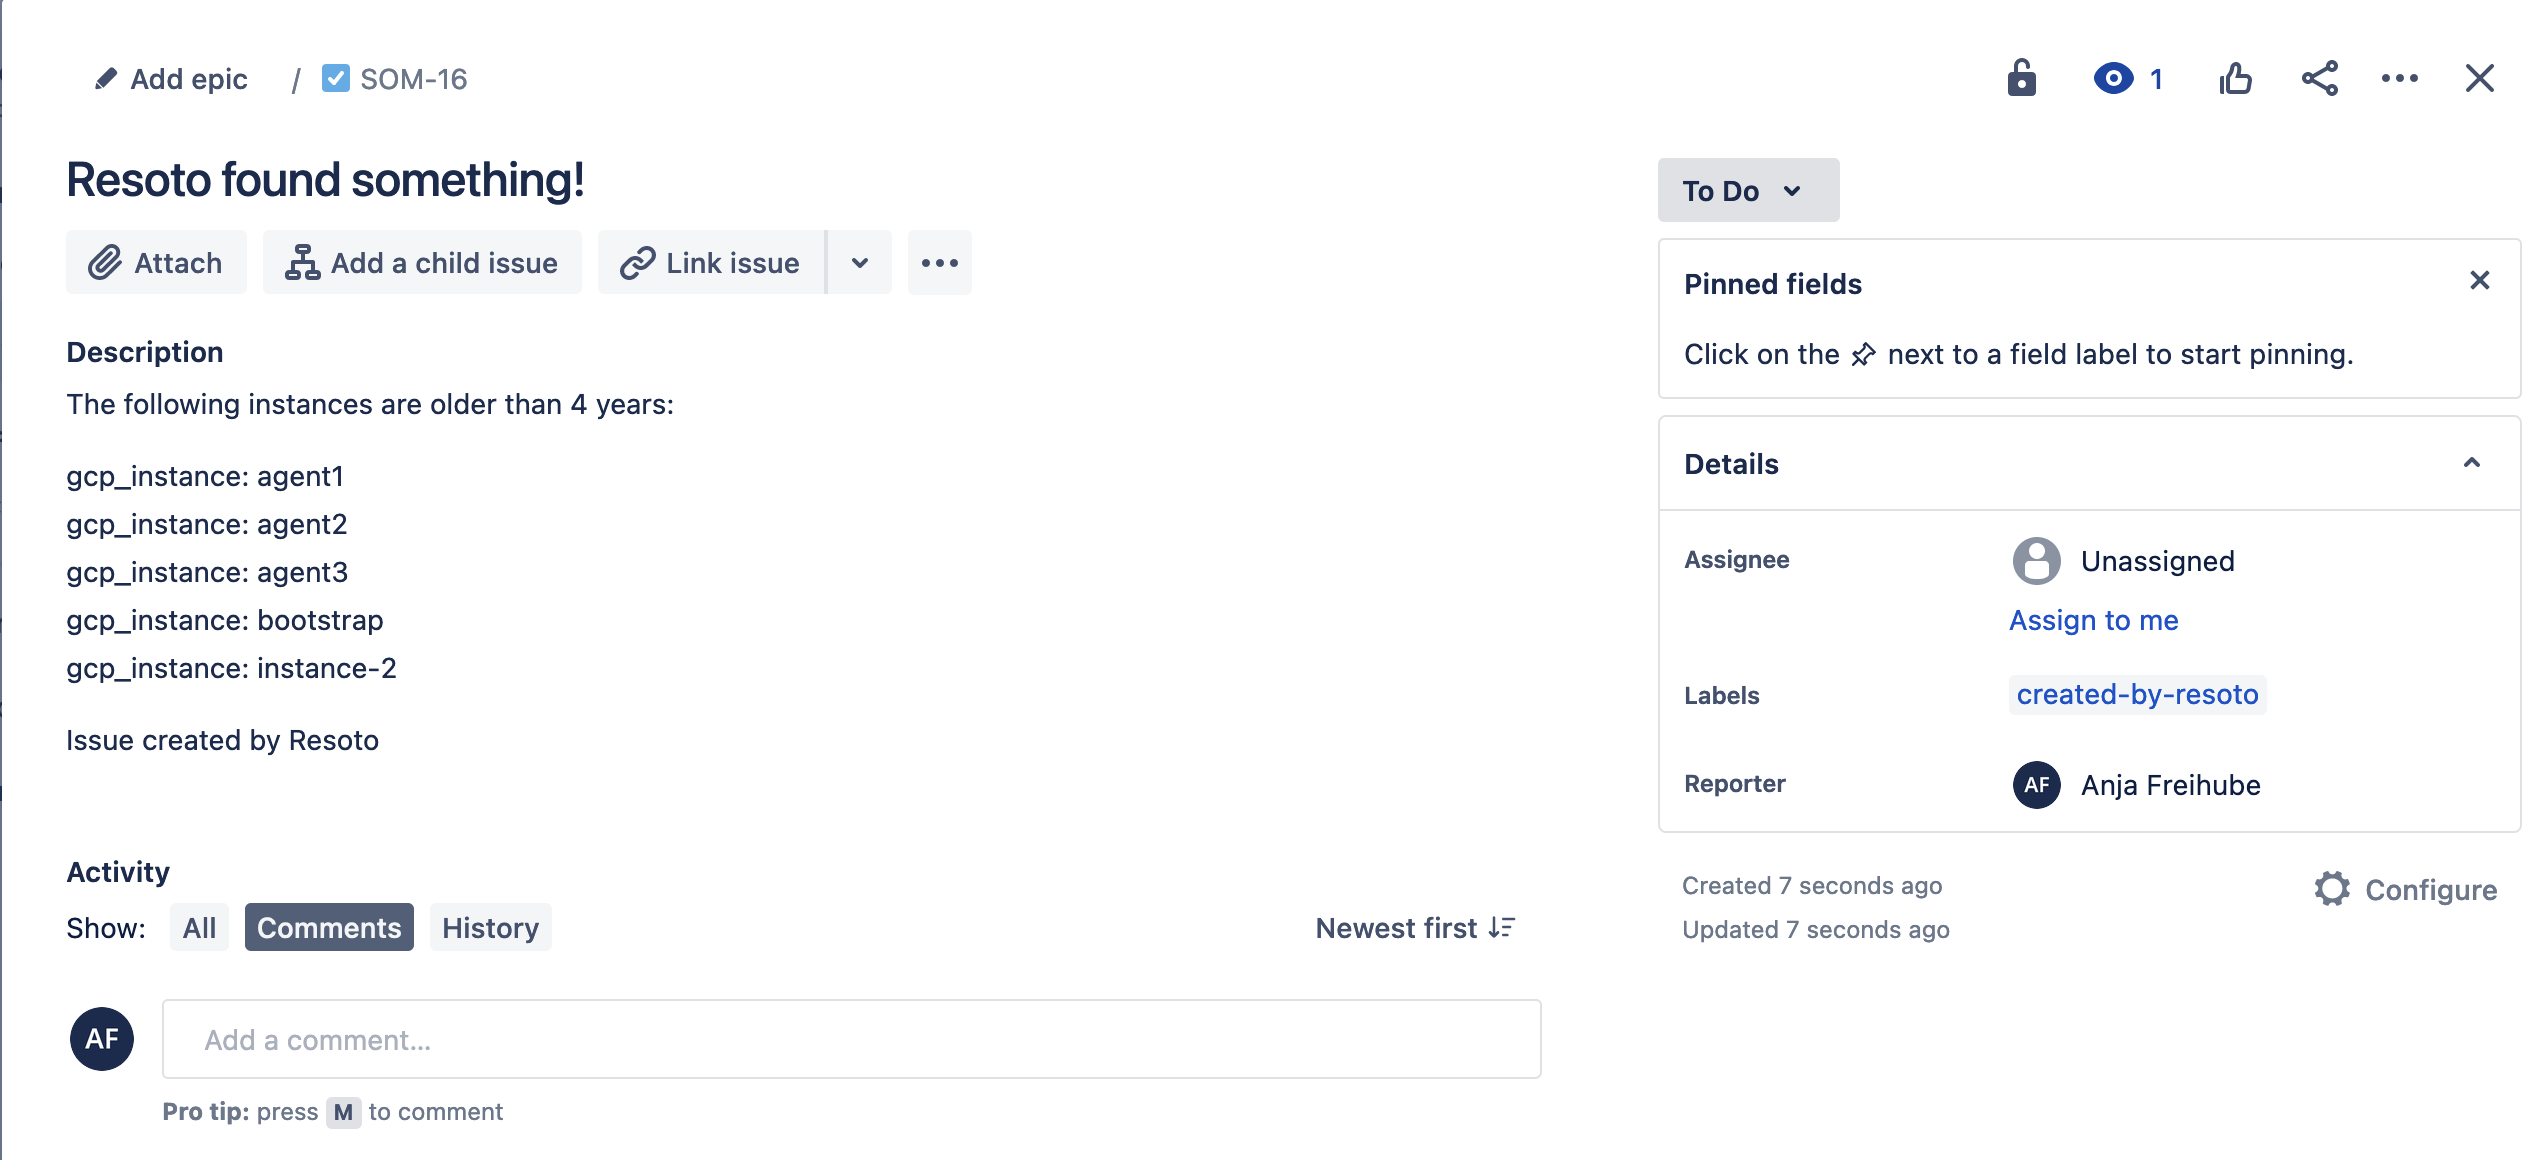 Add epic / SOM-16
1
Resoto found something!
Attach
Add a child issue
Link issue
Description
The following instances are older than 4 years:
gcp_instance: agent1
gcp_instance: agent2
gcp_instance: agent3
gcp_instance: bootstrap
gcp_instance: instance-2
Issue created by Resoto
Activity
Show: All Comments History
Newest first
AF
Add a comment...
Pro tip: press M to comment
To Do
Pinned fields
Click on the next to a field label to start pinning.
Details
Assignee
Unassigned
Assign to me
Labels
created-by-resoto
Reporter
AF Anja Freihube
Created 7 seconds ago
Updated 7 seconds ago
Configure